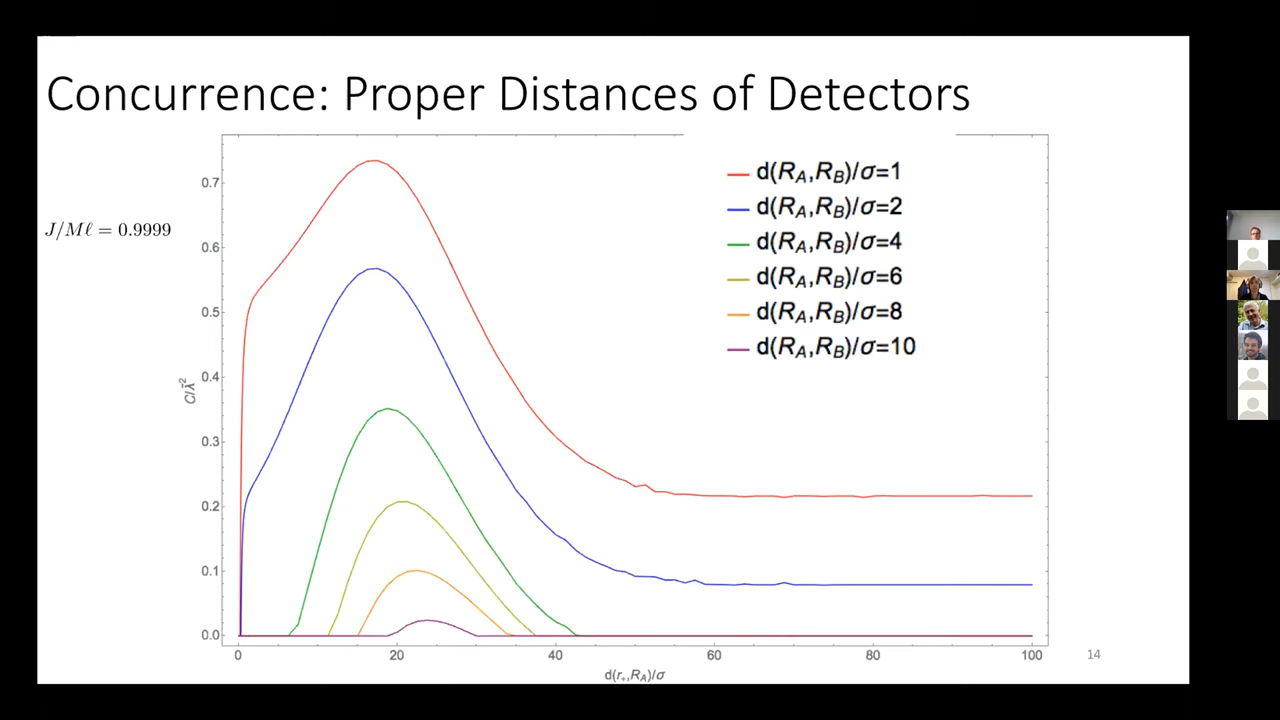 Concurrence: Proper Distances of Detectors
J/Mℓ = 0.9999
d(R_A,R_B)/σ=1
d(R_A,R_B)/σ=2
d(R_A,R_B)/σ=4
d(R_A,R_B)/σ=6
d(R_A,R_B)/σ=8
d(R_A,R_B)/σ=10
0.7
0.6
0.5
0.4
0.3
0.2
0.1
0.0
C/λ̃²
0 20 40 60 80 100
d(r₊,R_A)/σ
14